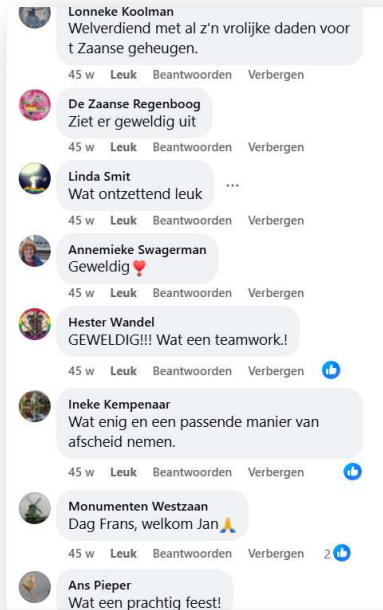 Lonneke Koolman
Welverdiend met al z'n vrolijke daden voor
t Zaanse geheugen.
45 w Leuk Beantwoorden Verbergen
De Zaanse Regenboog
Ziet er geweldig uit
45 w Leuk Beantwoorden Verbergen
Linda Smit
Wat ontzettend leuk
45 w Leuk Beantwoorden Verbergen
Annemieke Swagerman
Geweldig❣️
45 w Leuk Beantwoorden Verbergen
Hester Wandel
GEWELDIG!!! Wat een teamwork.!
45 w Leuk Beantwoorden Verbergen
Ineke Kempenaar
Wat enig en een passende manier van
afscheid nemen.
45 w Leuk Beantwoorden Verbergen
Monumenten Westzaan
Dag Frans, welkom Jan🙏
45 w Leuk Beantwoorden Verbergen 2
Ans Pieper
Wat een prachtig feest!